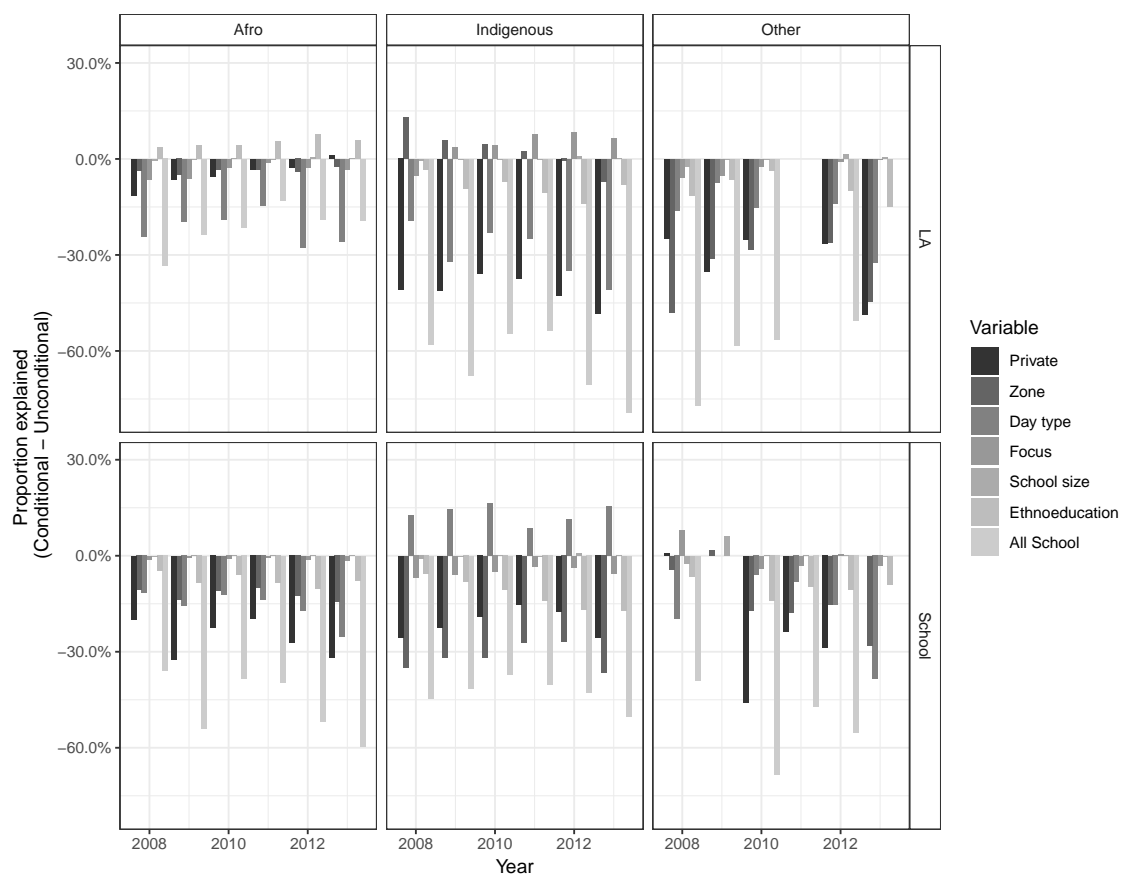 Afro
Indigenous
Other
30.0%
0.0%
−30.0%
−60.0%
LA
30.0%
0.0%
−30.0%
−60.0%
School
2008
2010
2012
2008
2010
2012
2008
2010
2012
Year
Proportion explained
(Conditional − Unconditional)
Variable
Private
Zone
Day type
Focus
School size
Ethnoeducation
All School